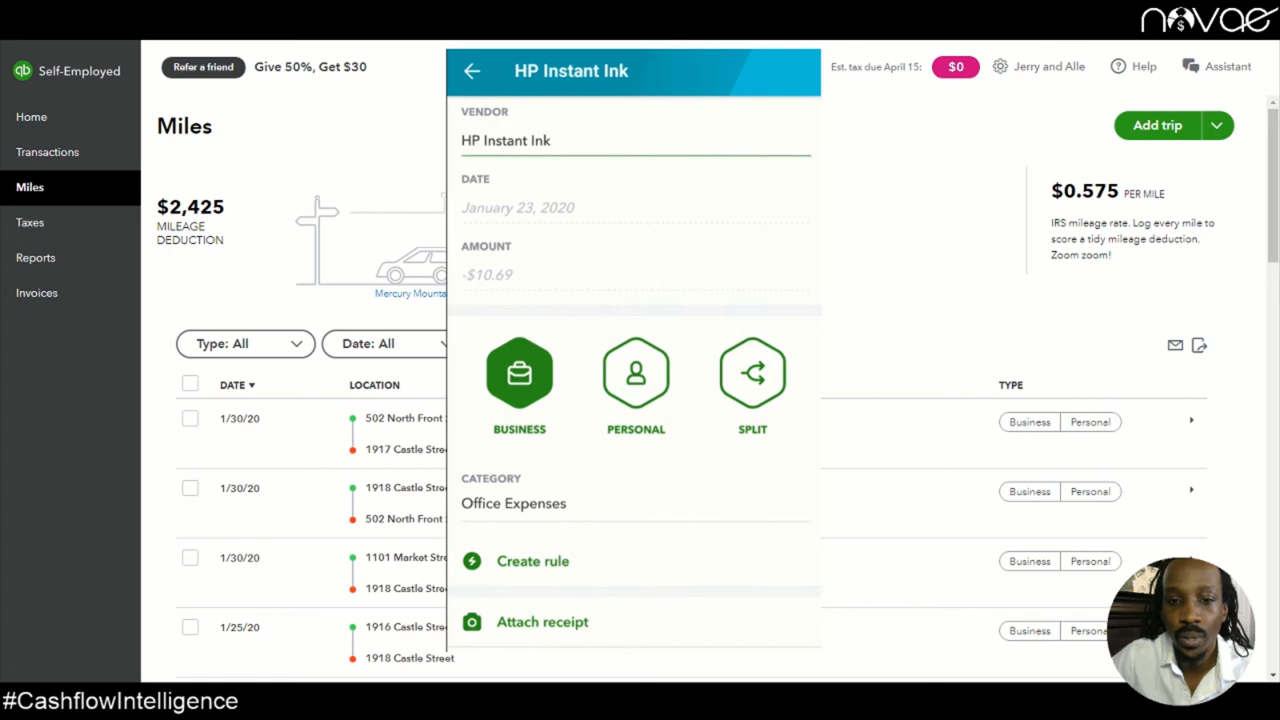 novae
Self-Employed
Refer a friend
Give 50%, Get $30
HP Instant Ink
Est. tax due April 15:
$0
Jerry and Alle
Help
Assistant
Home
Transactions
Miles
Taxes
Reports
Invoices
Miles
Add trip
$2,425
MILEAGE
DEDUCTION
Mercury Mounta
VENDOR
HP Instant Ink
DATE
January 23, 2020
AMOUNT
-$10.69
BUSINESS
PERSONAL
SPLIT
CATEGORY
Office Expenses
Create rule
Attach receipt
$0.575 PER MILE
IRS mileage rate. Log every mile to
score a tidy mileage deduction.
Zoom zoom!
Type: All
Date: All
DATE
LOCATION
TYPE
1/30/20
502 North Front
1917 Castle Stre
Business
Personal
1/30/20
1918 Castle Stre
502 North Front
Business
Personal
1/30/20
1101 Market Stre
1918 Castle Stre
Business
Personal
1/25/20
1916 Castle Stre
1918 Castle Street
Business
Persona
#CashflowIntelligence